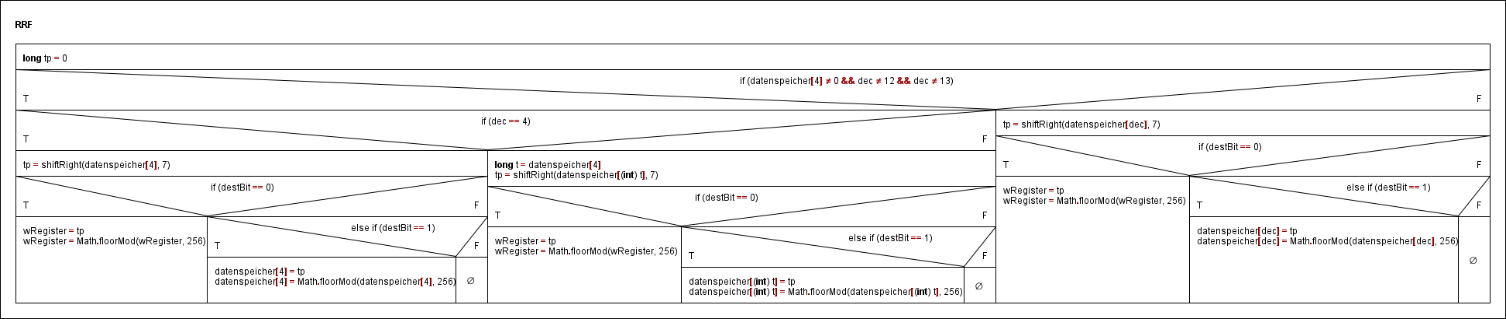 RRF
long tp = 0
if (datenspeicher[4] ≠ 0 && dec ≠ 12 && dec ≠ 13)
T
F
if (dec == 4)
T
F
tp = shiftRight(datenspeicher[4], 7)
if (destBit == 0)
T
F
wRegister = tp
wRegister = Math.floorMod(wRegister, 256)
else if (destBit == 1)
T
F
datenspeicher[4] = tp
datenspeicher[4] = Math.floorMod(datenspeicher[4], 256)
∅
long t = datenspeicher[4]
tp = shiftRight(datenspeicher[(int) t], 7)
if (destBit == 0)
T
F
wRegister = tp
wRegister = Math.floorMod(wRegister, 256)
else if (destBit == 1)
T
F
datenspeicher[(int) t] = tp
datenspeicher[(int) t] = Math.floorMod(datenspeicher[(int) t], 256)
∅
tp = shiftRight(datenspeicher[dec], 7)
if (destBit == 0)
T
F
wRegister = tp
wRegister = Math.floorMod(wRegister, 256)
else if (destBit == 1)
T
F
datenspeicher[dec] = tp
datenspeicher[dec] = Math.floorMod(datenspeicher[dec], 256)
∅